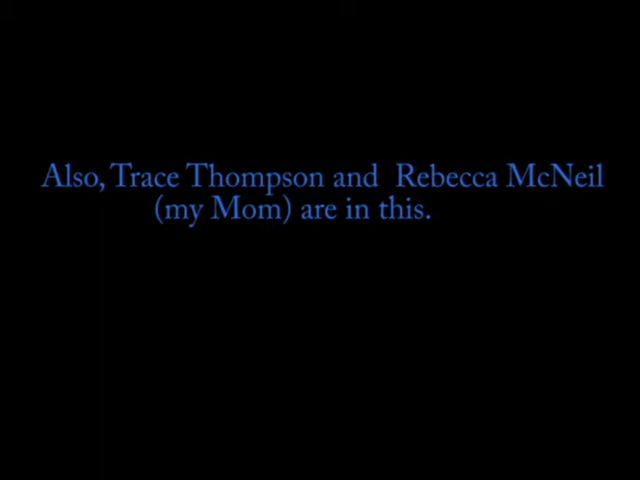 Also, Trace Thompson and Rebecca McNeil
(my Mom) are in this.